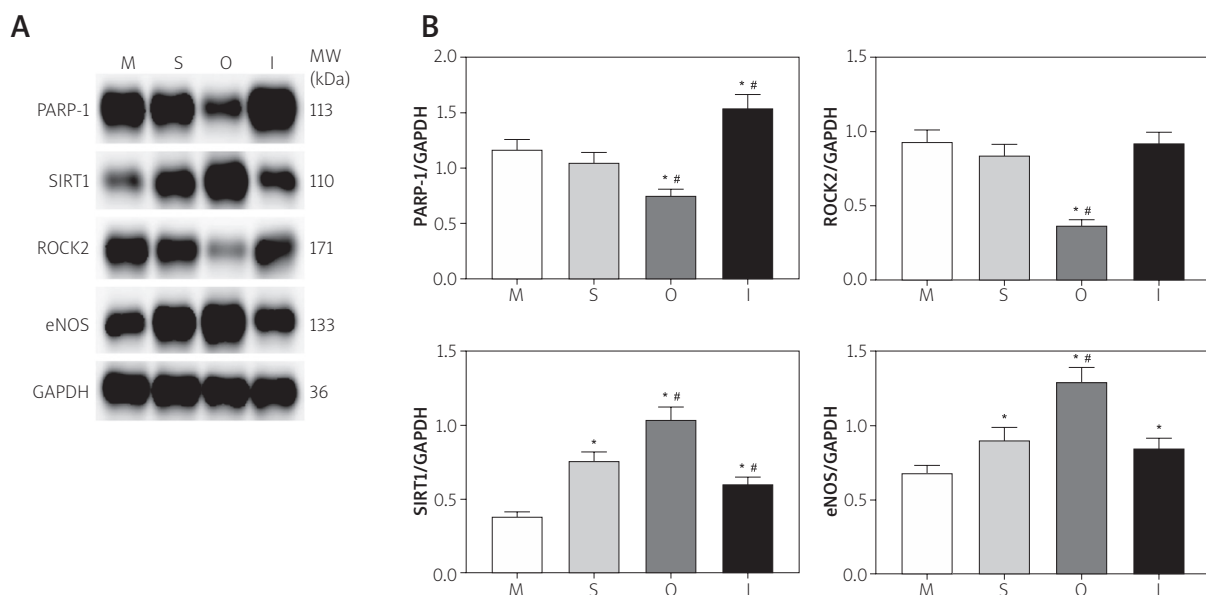 A
M S O I MW
(kDa)
PARP-1 113
SIRT1 110
ROCK2 171
eNOS 133
GAPDH 36
B
PARP-1/GAPDH
2.0
1.5
1.0
0.5
0.0
* #
* #
M S O I
ROCK2/GAPDH
1.5
1.0
0.5
0.0
* #
M S O I
SIRT1/GAPDH
1.5
1.0
0.5
0.0
*
* #
* #
M S O I
eNOS/GAPDH
1.5
1.0
0.5
0.0
*
* #
*
M S O I